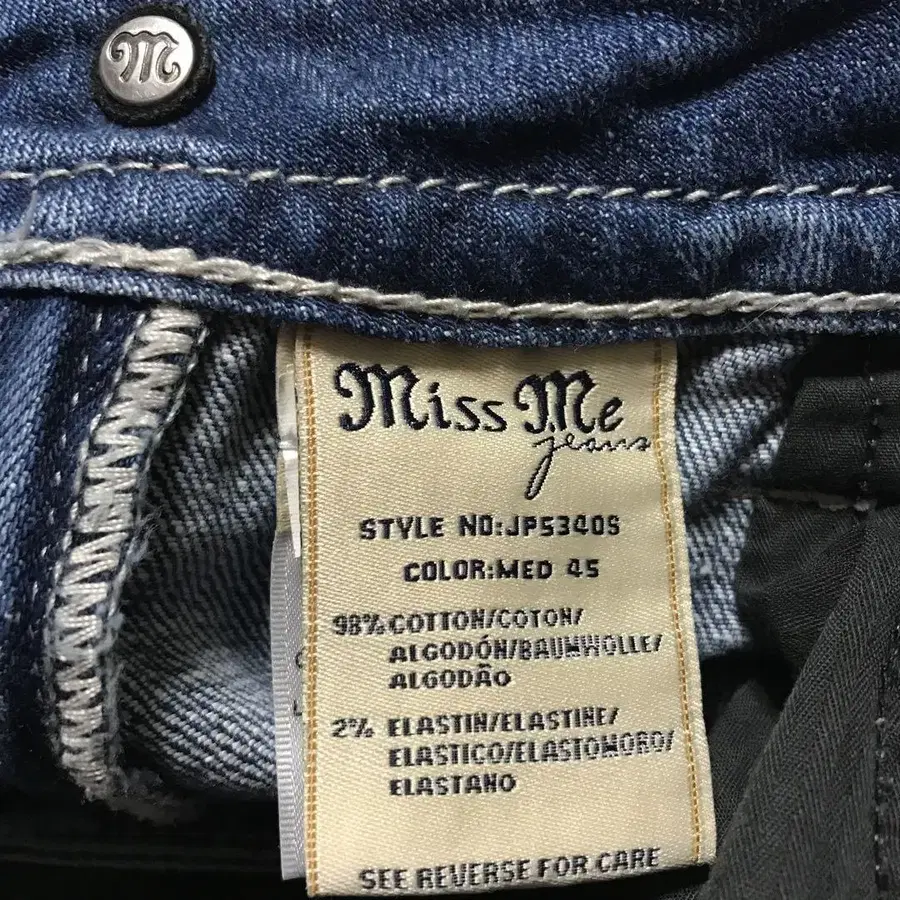 M
Miss Me
jeans
STYLE NO:JP5340S
COLOR:MED 45
98% COTTON/COTON/
ALGODÓN/BAUMWOLLE/
ALGODÃO
2% ELASTIN/ELASTINE/
ELASTICO/ELASTOMORO/
ELASTANO
SEE REVERSE FOR CARE